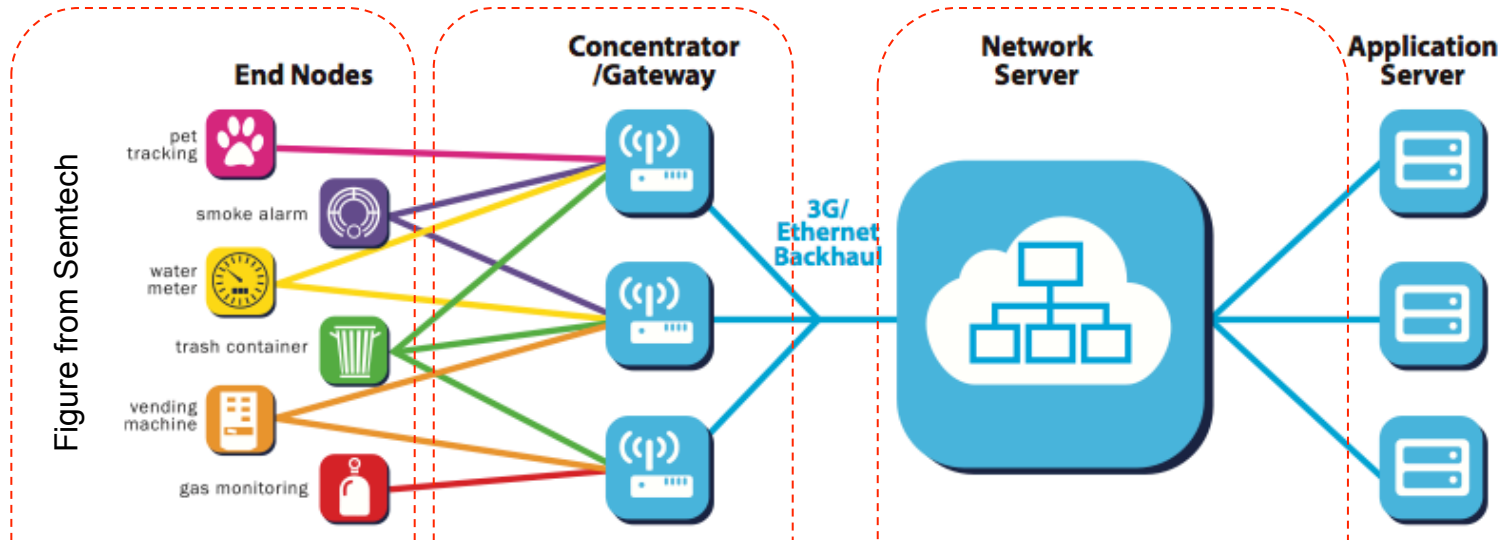 Figure from Semtech
End Nodes
pet
tracking
smoke alarm
water
meter
trash container
vending
machine
gas monitoring
Concentrator
/Gateway
3G/
Ethernet
Backhaul
Network
Server
Application
Server